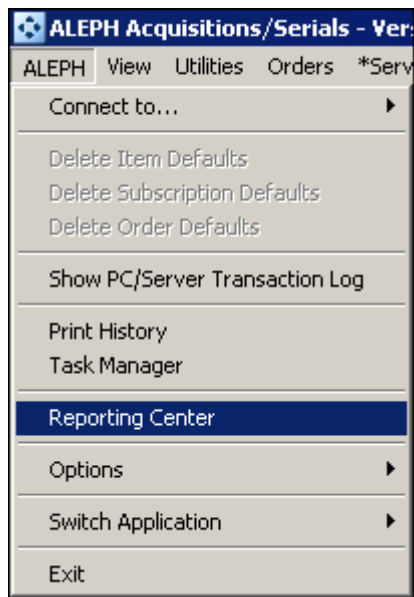 ALEPH Acquisitions/Serials - Ver
ALEPH View Utilities Orders *Serv
Connect to...
Delete Item Defaults
Delete Subscription Defaults
Delete Order Defaults
Show PC/Server Transaction Log
Print History
Task Manager
Reporting Center
Options
Switch Application
Exit